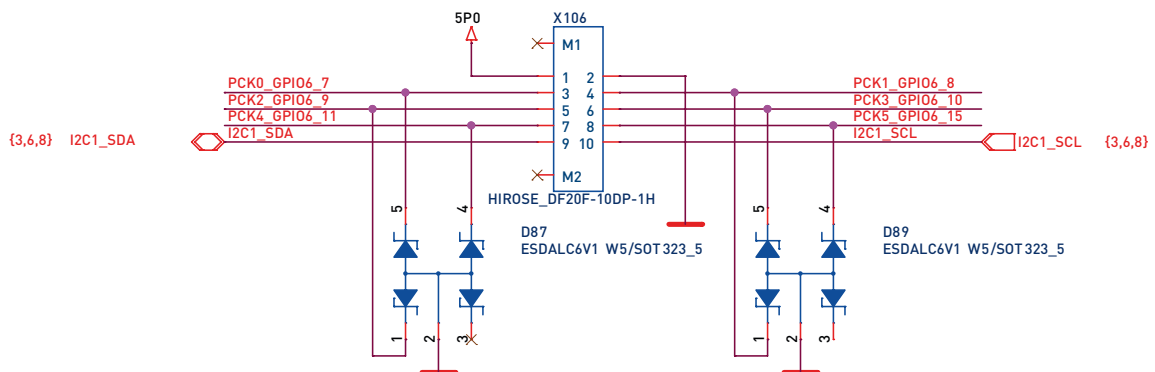 5P0
X106
M1
1 2
PCK0_GPIO6_7 3 4 PCK1_GPIO6_8
PCK2_GPIO6_9 5 6 PCK3_GPIO6_10
PCK4_GPIO6_11 7 8 PCK5_GPIO6_15
{3,6,8} I2C1_SDA I2C1_SDA 9 10 I2C1_SCL I2C1_SCL {3,6,8}
M2
HIROSE_DF20F-10DP-1H
5 4 5 4
D87
ESDALC6V1 W5/SOT323_5
D89
ESDALC6V1 W5/SOT323_5
1 2 3 1 2 3